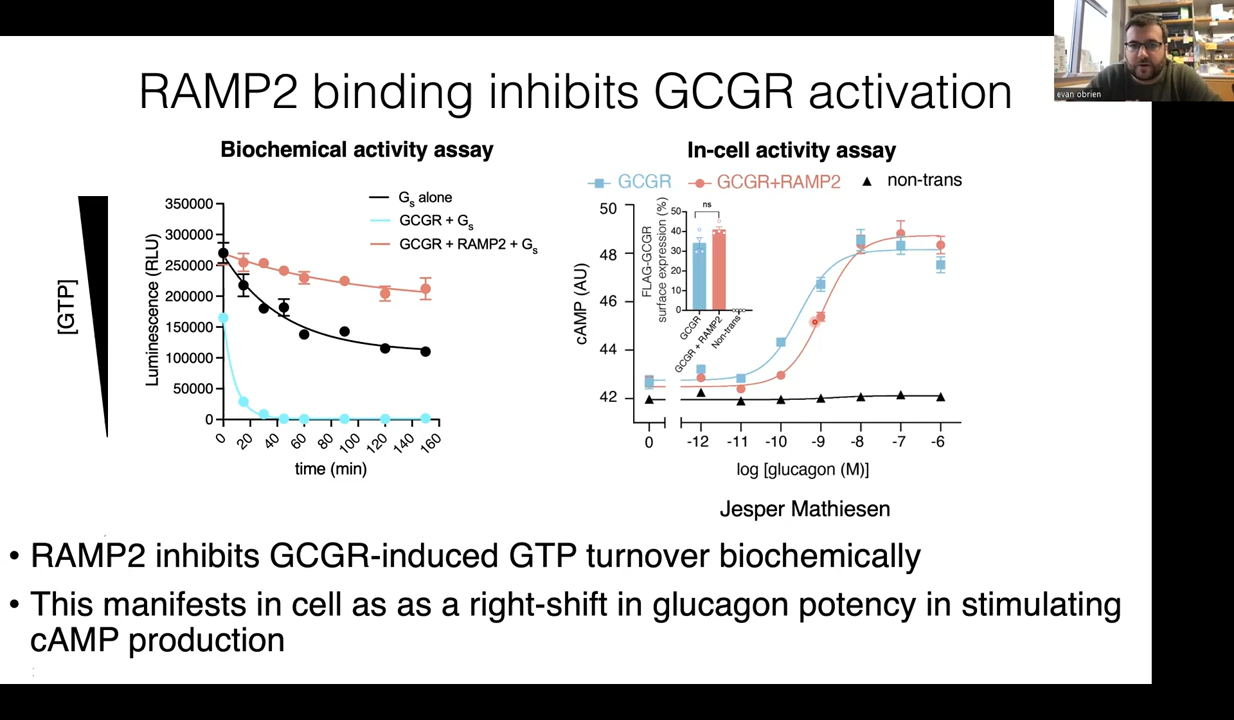 evan obrien
RAMP2 binding inhibits GCGR activation
Biochemical activity assay
[GTP]
Luminescence (RLU)
350000
300000
250000
200000
150000
100000
50000
0
Gs alone
GCGR + Gs
GCGR + RAMP2 + Gs
0 20 40 60 80 100 120 140 160
time (min)
In-cell activity assay
GCGR GCGR+RAMP2 non-trans
cAMP (AU)
50
48
46
44
42
FLAG-GCGR
surface expression (%)
50
40
30
20
10
0
ns
GCGR
GCGR + RAMP2
Non-trans
0 -12 -11 -10 -9 -8 -7 -6
log [glucagon (M)]
Jesper Mathiesen
• RAMP2 inhibits GCGR-induced GTP turnover biochemically
• This manifests in cell as as a right-shift in glucagon potency in stimulating
cAMP production